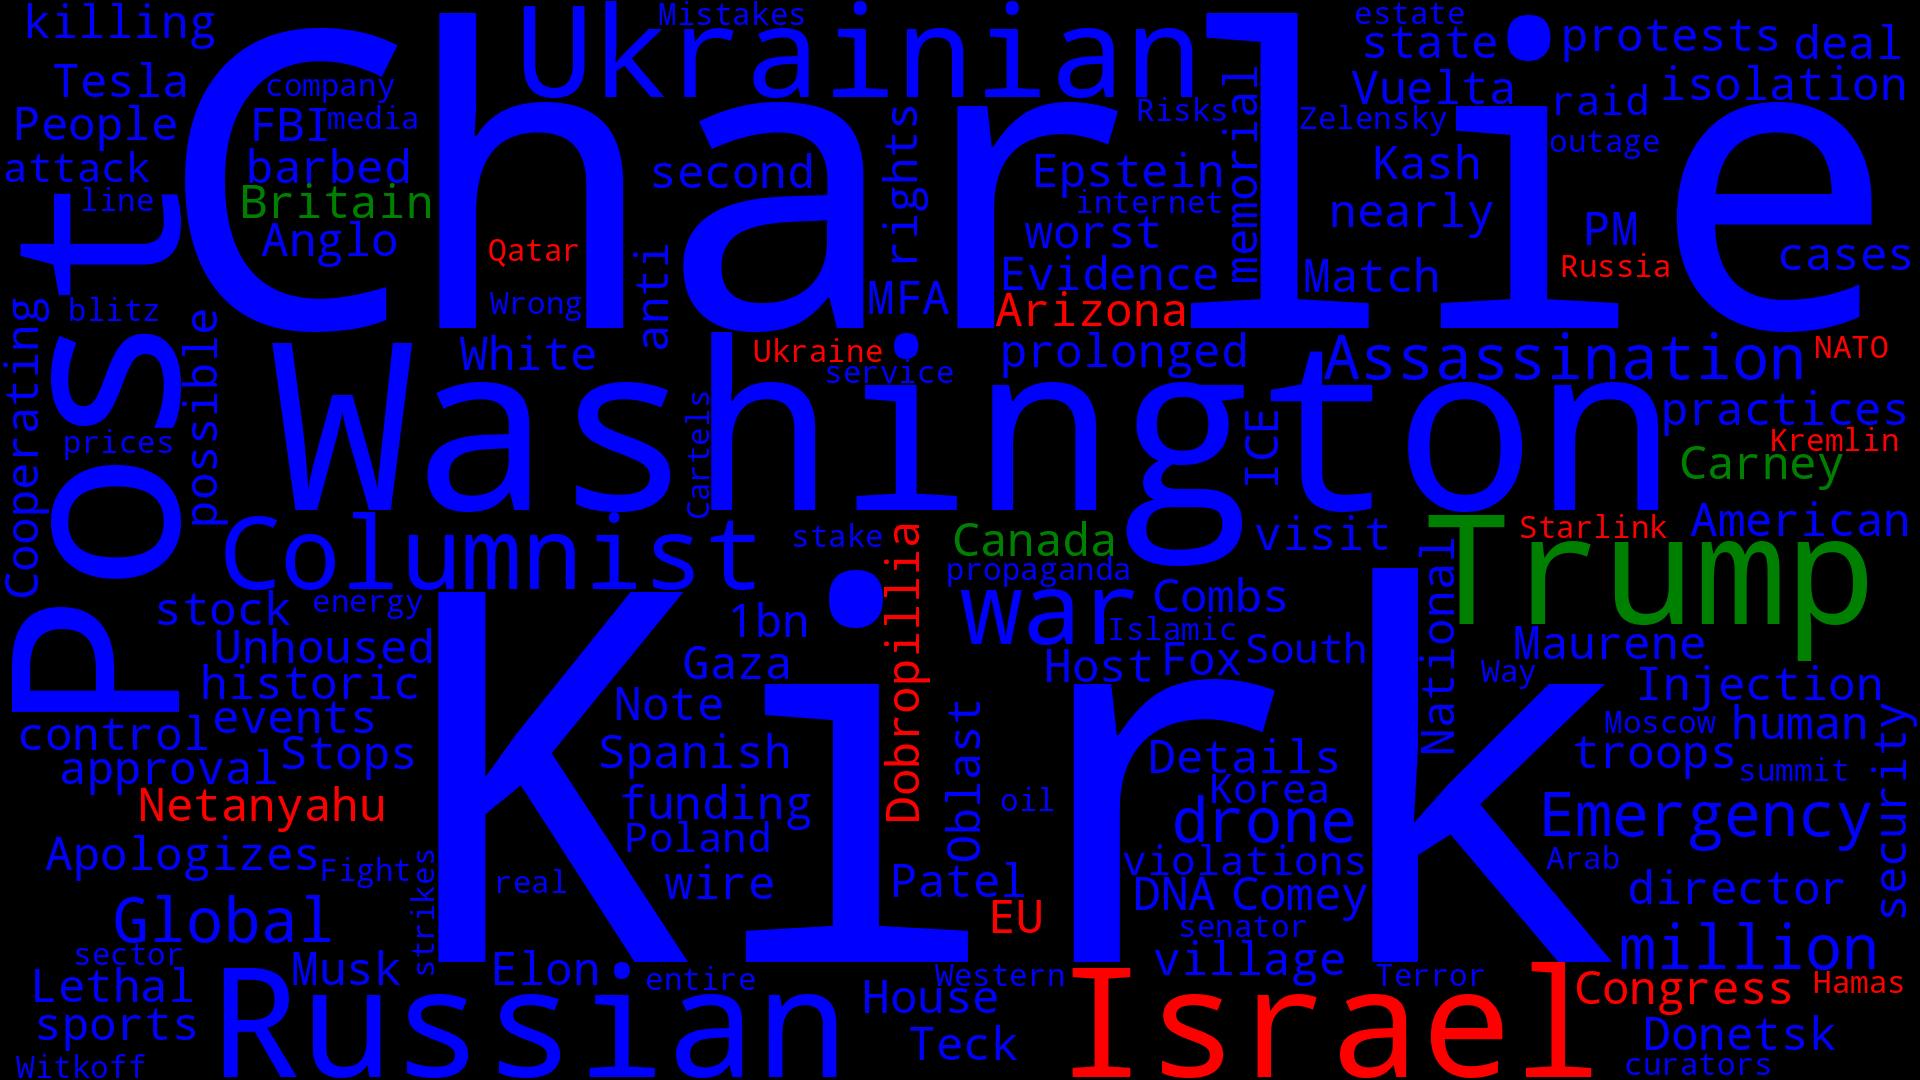 killing
Ukrainian
Mistakes
estate
state
protests
deal
Tesla
company
Charlie
Vuelta
raid
isolation
People
FBI
media
Risks
memorial
Zelensky
outage
attack
barbed
second
rights
Epstein
Kash
line
Britain
internet
nearly
PM
Anglo
Qatar
anti
worst
Russia
cases
Post
blitz
Wrong
MFA
Evidence
Match
Arizona
Cooperating
possible
White
Ukraine
service
prolonged
Assassination
NATO
prices
Washington
Cartels
ICE
practices
Kremlin
Carney
Columnist
stake
Dobropillia
Canada
visit
Trump
Starlink
American
propaganda
stock
energy
1bn
war
Combs
National
Islamic
Unhoused
Kirk
Gaza
Host
Fox
South
Maurene
Way
historic
Note
Injection
control
events
Oblast
Moscow
human
approval
Stops
Spanish
Details
troops
summit
security
Netanyahu
funding
oil
Korea
drone
Emergency
Apologizes
Fight
strikes
Poland
violations
Arab
real
wire
Patel
DNA
Comey
director
Global
EU
senator
million
sector
Musk
Elon
entire
Western
village
Terror
Lethal
Russian
House
Israel
Congress
Hamas
sports
Teck
Donetsk
Witkoff
curators